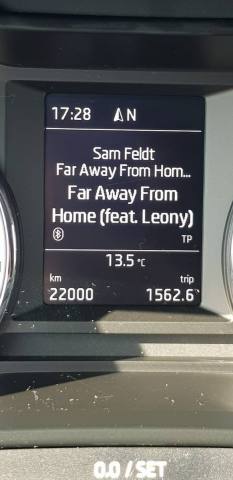 17:28 N
Sam Feldt
Far Away From Hom...
Far Away From
Home (feat. Leony)
TP
13.5 °C
km trip
22000 1562.6
0.0 / SET